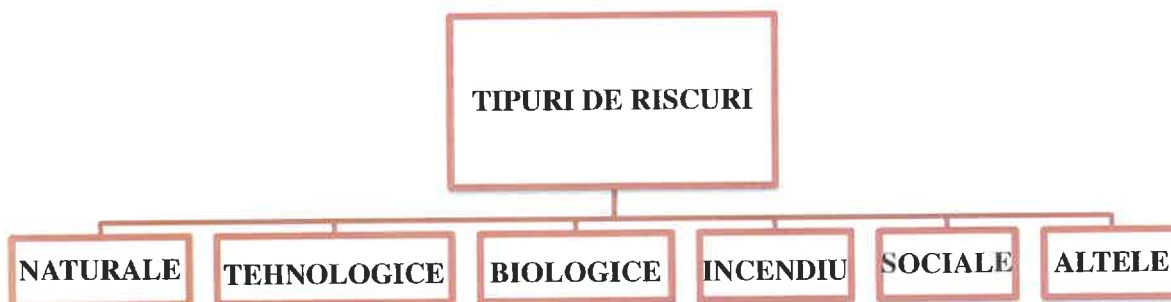 TIPURI DE RISCURI
NATURALE
TEHNOLOGICE
BIOLOGICE
INCENDIU
SOCIALE
ALTELE